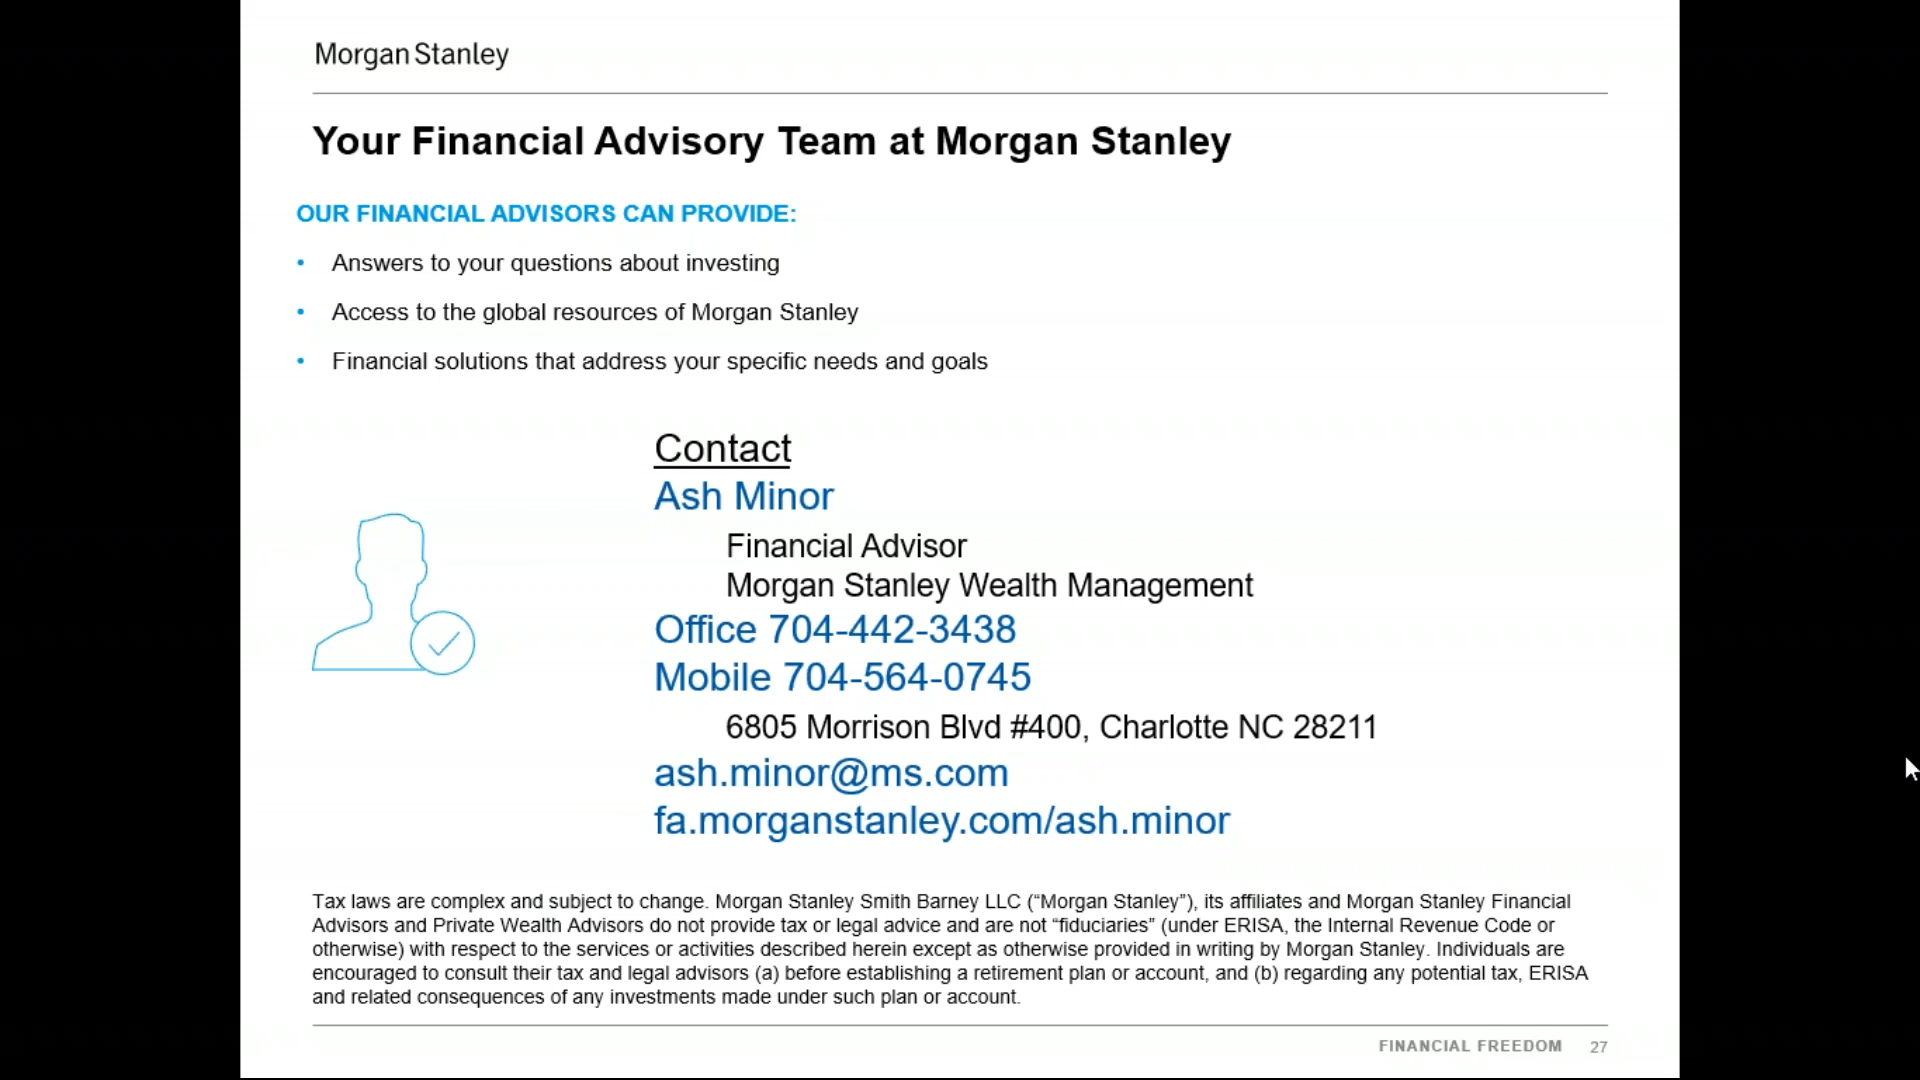 Morgan Stanley
Your Financial Advisory Team at Morgan Stanley
OUR FINANCIAL ADVISORS CAN PROVIDE:
• Answers to your questions about investing
• Access to the global resources of Morgan Stanley
• Financial solutions that address your specific needs and goals
Contact
Ash Minor
Financial Advisor
Morgan Stanley Wealth Management
Office 704-442-3438
Mobile 704-564-0745
6805 Morrison Blvd #400, Charlotte NC 28211
ash.minor@ms.com
fa.morganstanley.com/ash.minor
Tax laws are complex and subject to change. Morgan Stanley Smith Barney LLC (“Morgan Stanley”), its affiliates and Morgan Stanley Financial
Advisors and Private Wealth Advisors do not provide tax or legal advice and are not “fiduciaries” (under ERISA, the Internal Revenue Code or
otherwise) with respect to the services or activities described herein except as otherwise provided in writing by Morgan Stanley. Individuals are
encouraged to consult their tax and legal advisors (a) before establishing a retirement plan or account, and (b) regarding any potential tax, ERISA
and related consequences of any investments made under such plan or account.
FINANCIAL FREEDOM 27